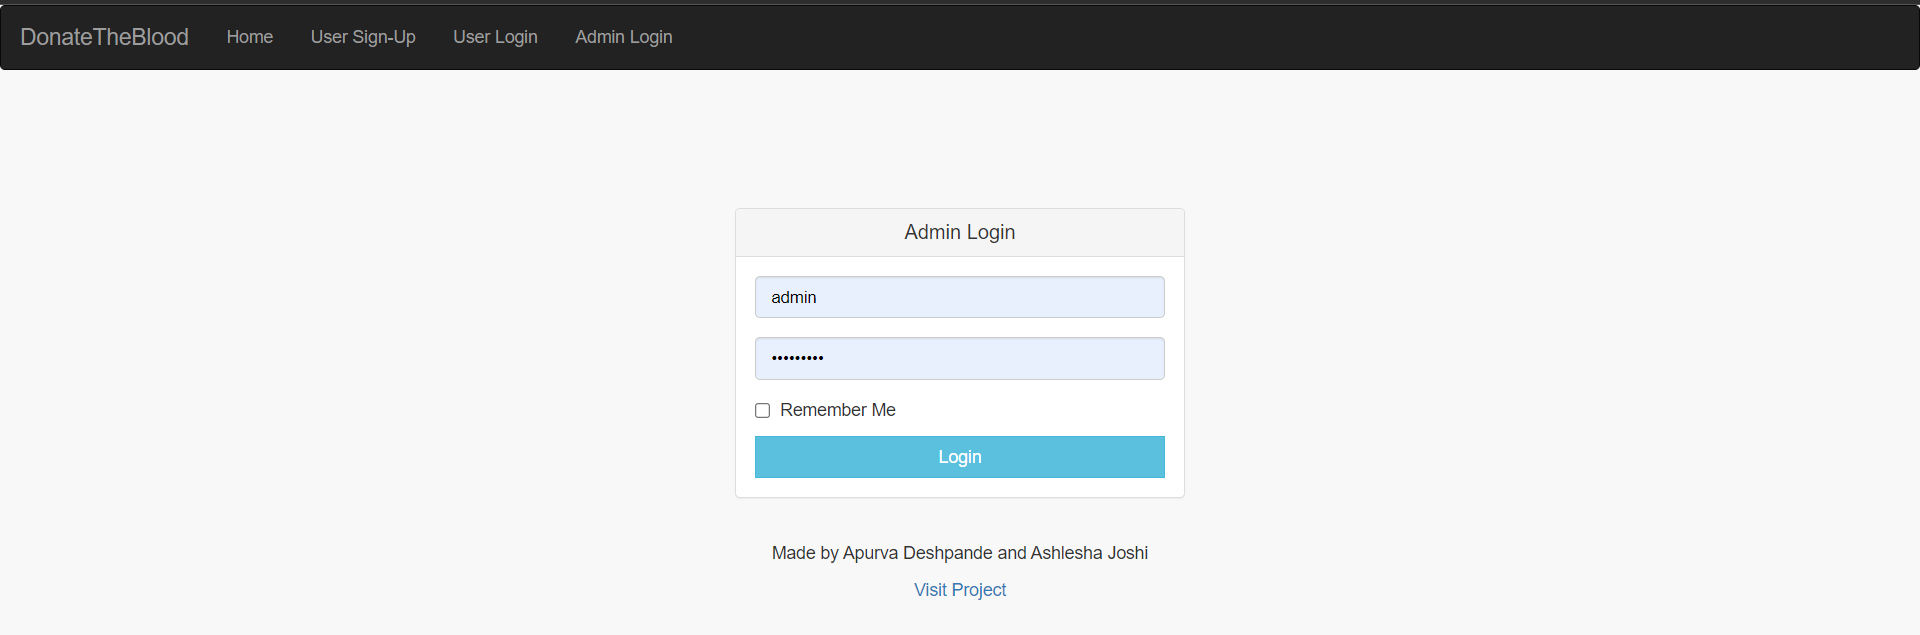 DonateTheBlood Home User Sign-Up User Login Admin Login
Admin Login
admin
•••••••••
Remember Me
Login
Made by Apurva Deshpande and Ashlesha Joshi
Visit Project